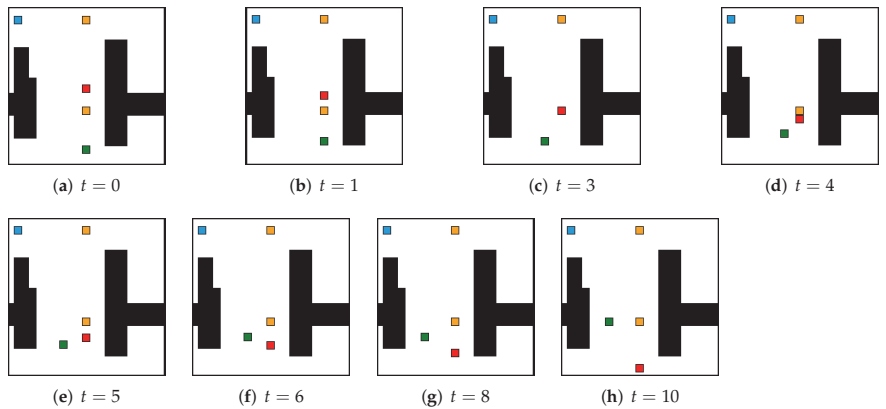 (a) t = 0
(b) t = 1
(c) t = 3
(d) t = 4
(e) t = 5
(f) t = 6
(g) t = 8
(h) t = 10